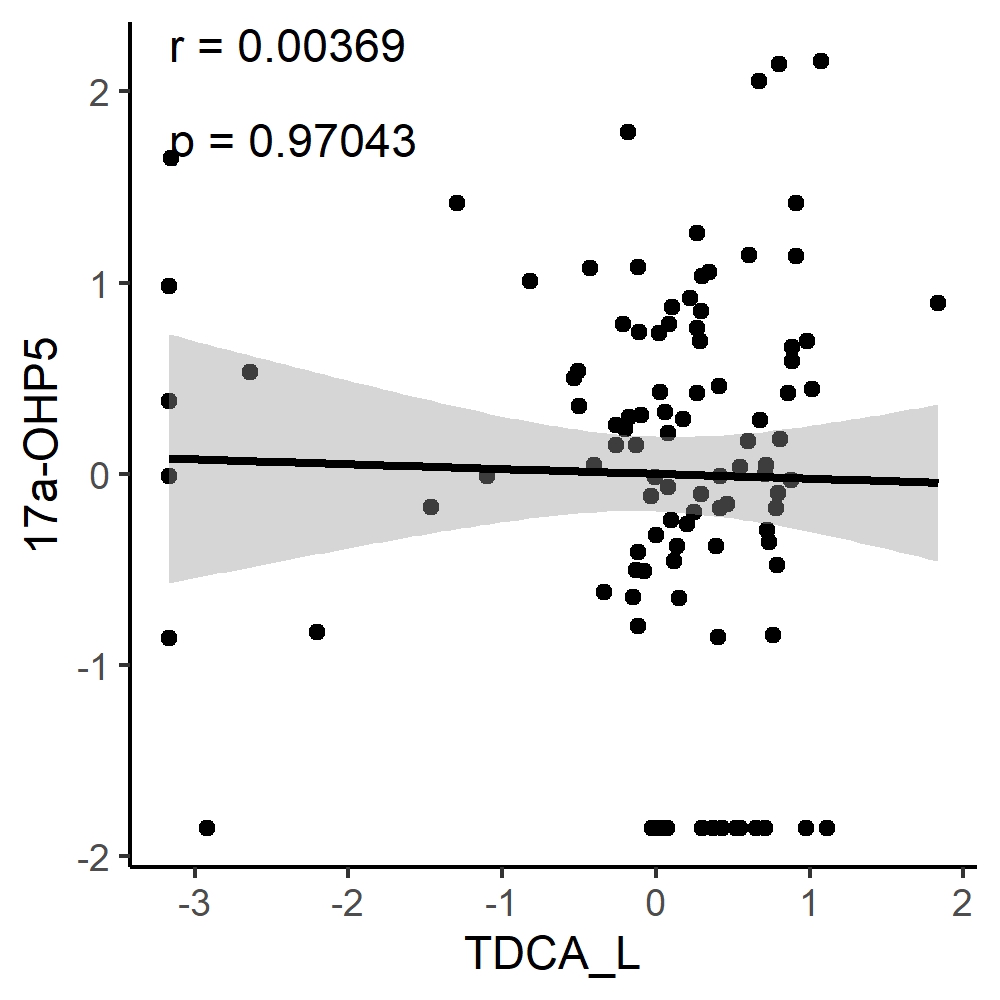 r = 0.00369
p = 0.97043
17a-OHP5
2
1
0
-1
-2
-3
-2
-1
0
1
2
TDCA_L